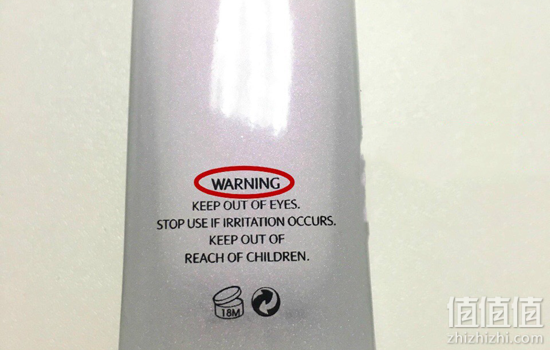 WARNING
KEEP OUT OF EYES.
STOP USE IF IRRITATION OCCURS.
KEEP OUT OF
REACH OF CHILDREN.
18M
值值值
zhizhizhi.com